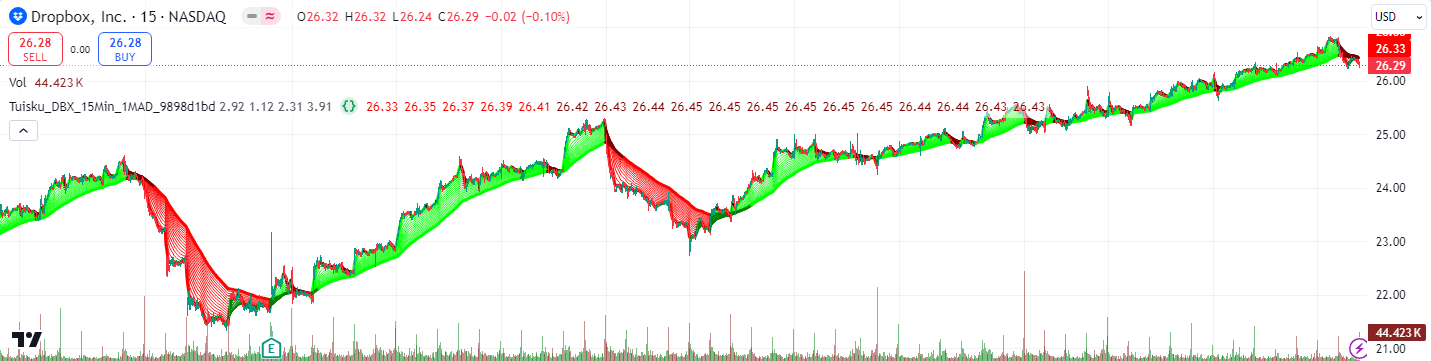 Dropbox, Inc. · 15 · NASDAQ O26.32 H26.32 L26.24 C26.29 −0.02 (−0.10%)
USD
26.28 SELL
0.00
26.28 BUY
26.33
26.29
Vol 44.423 K
26.00
Tuisku_DBX_15Min_1MAD_9898d1bd 2.92 1.12 2.31 3.91 26.33 26.35 26.37 26.39 26.41 26.42 26.43 26.44 26.45 26.45 26.45 26.45 26.45 26.44 26.44 26.43 26.43
25.00
24.00
23.00
22.00
44.423 K
E
21.00